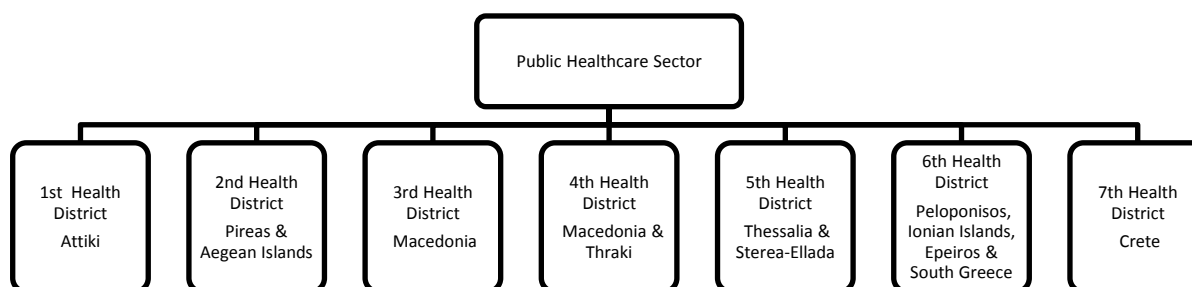 Public Healthcare Sector
1st Health
District
Attiki
2nd Health
District
Pireas &
Aegean Islands
3rd Health
District
Macedonia
4th Health
District
Macedonia &
Thraki
5th Health
District
Thessalia &
Sterea-Ellada
6th Health
District
Peloponisos,
Ionian Islands,
Epeiros &
South Greece
7th Health
District
Crete